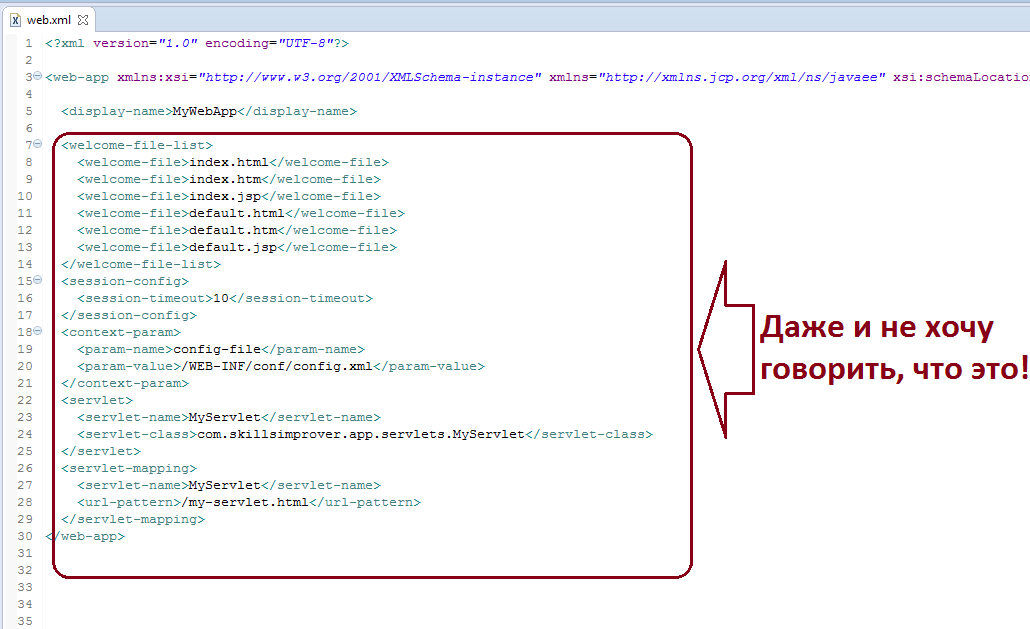 web.xml
1 <?xml version="1.0" encoding="UTF-8"?>
2
3 <web-app xmlns:xsi="http://www.w3.org/2001/XMLSchema-instance" xmlns="http://xmlns.jcp.org/xml/ns/javaee" xsi:schemaLocatio
4
5 <display-name>MyWebApp</display-name>
6
7 <welcome-file-list>
8 <welcome-file>index.html</welcome-file>
9 <welcome-file>index.htm</welcome-file>
10 <welcome-file>index.jsp</welcome-file>
11 <welcome-file>default.html</welcome-file>
12 <welcome-file>default.htm</welcome-file>
13 <welcome-file>default.jsp</welcome-file>
14 </welcome-file-list>
15 <session-config>
16 <session-timeout>10</session-timeout>
17 </session-config>
18 <context-param>
19 <param-name>config-file</param-name>
20 <param-value>/WEB-INF/conf/config.xml</param-value>
21 </context-param>
22 <servlet>
23 <servlet-name>MyServlet</servlet-name>
24 <servlet-class>com.skillsimprover.app.servlets.MyServlet</servlet-class>
25 </servlet>
26 <servlet-mapping>
27 <servlet-name>MyServlet</servlet-name>
28 <url-pattern>/my-servlet.html</url-pattern>
29 </servlet-mapping>
30 </web-app>
31
32
33
34
35
Даже и не хочу
говорить, что это!